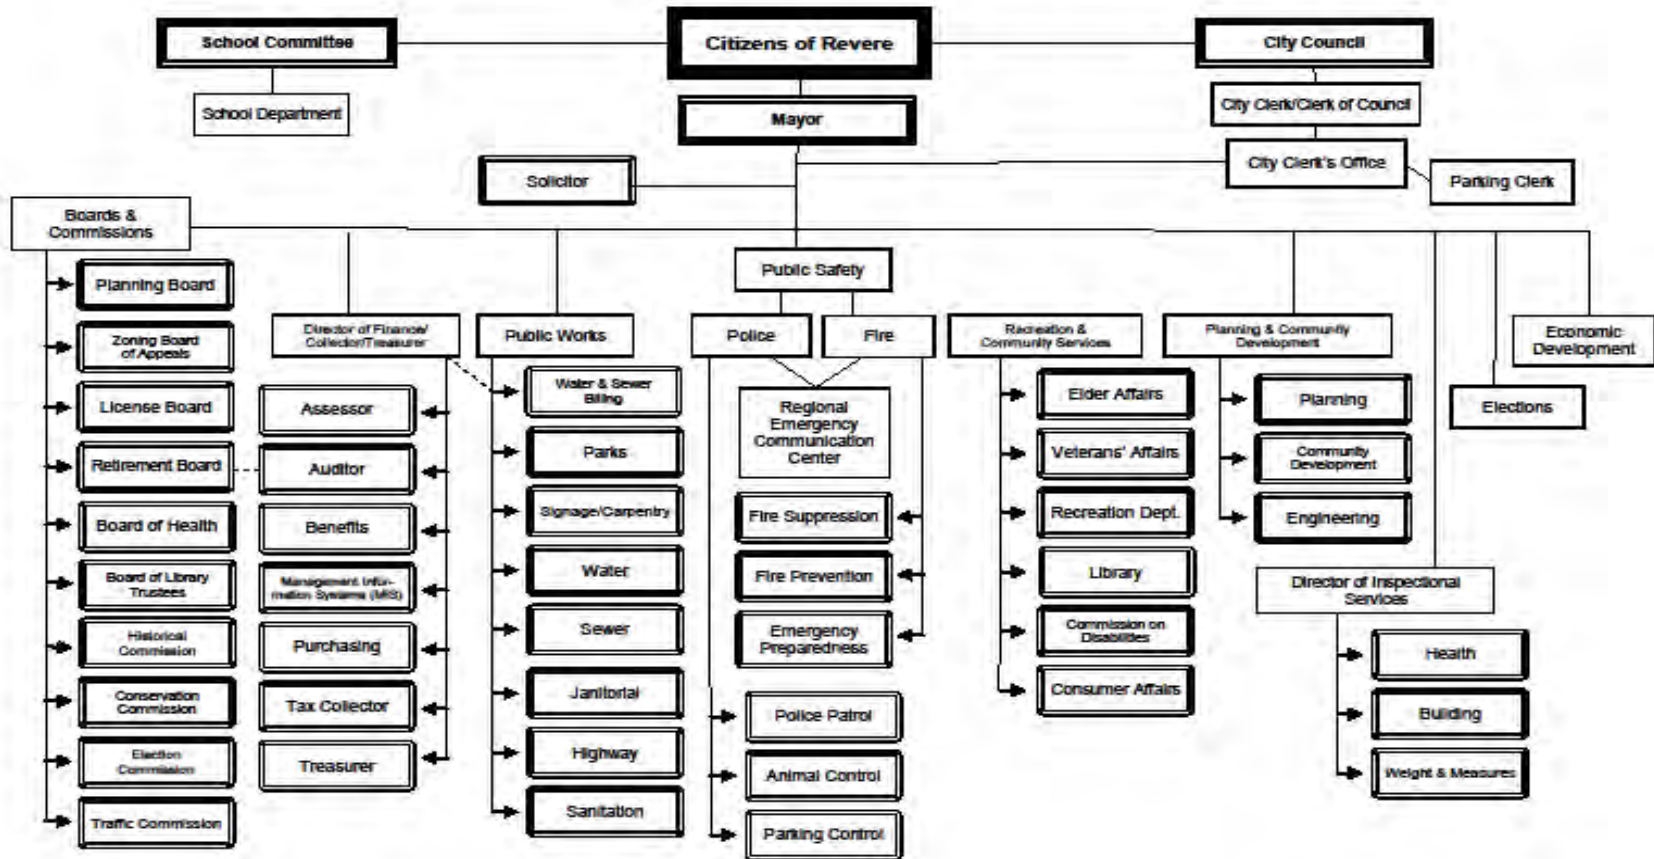 School Committee
Citizens of Revere
City Council
School Department
Mayor
City Clerk/Clerk of Council
Solicitor
City Clerk's Office
Parking Clerk
Boards &
Commissions
Planning Board
Zoning Board
of Appeals
License Board
Retirement Board
Board of Health
Board of Library
Trustees
Historical
Commission
Conservation
Commission
Election
Commission
Traffic Commission
Director of Finance/
Collector/Treasurer
Assessor
Auditor
Benefits
Management Infor-
mation Systems (MIS)
Purchasing
Tax Collector
Treasurer
Public Works
Water & Sewer
Billing
Parks
Signage/Carpentry
Water
Sewer
Janitorial
Highway
Sanitation
Public Safety
Police
Fire
Regional
Emergency
Communication
Center
Fire Suppression
Fire Prevention
Emergency
Preparedness
Police Patrol
Animal Control
Parking Control
Recreation &
Community Services
Elder Affairs
Veterans' Affairs
Recreation Dept.
Library
Commission on
Disabilities
Consumer Affairs
Planning & Community
Development
Planning
Community
Development
Engineering
Director of Inspectional
Services
Health
Building
Weight & Measures
Elections
Economic
Development